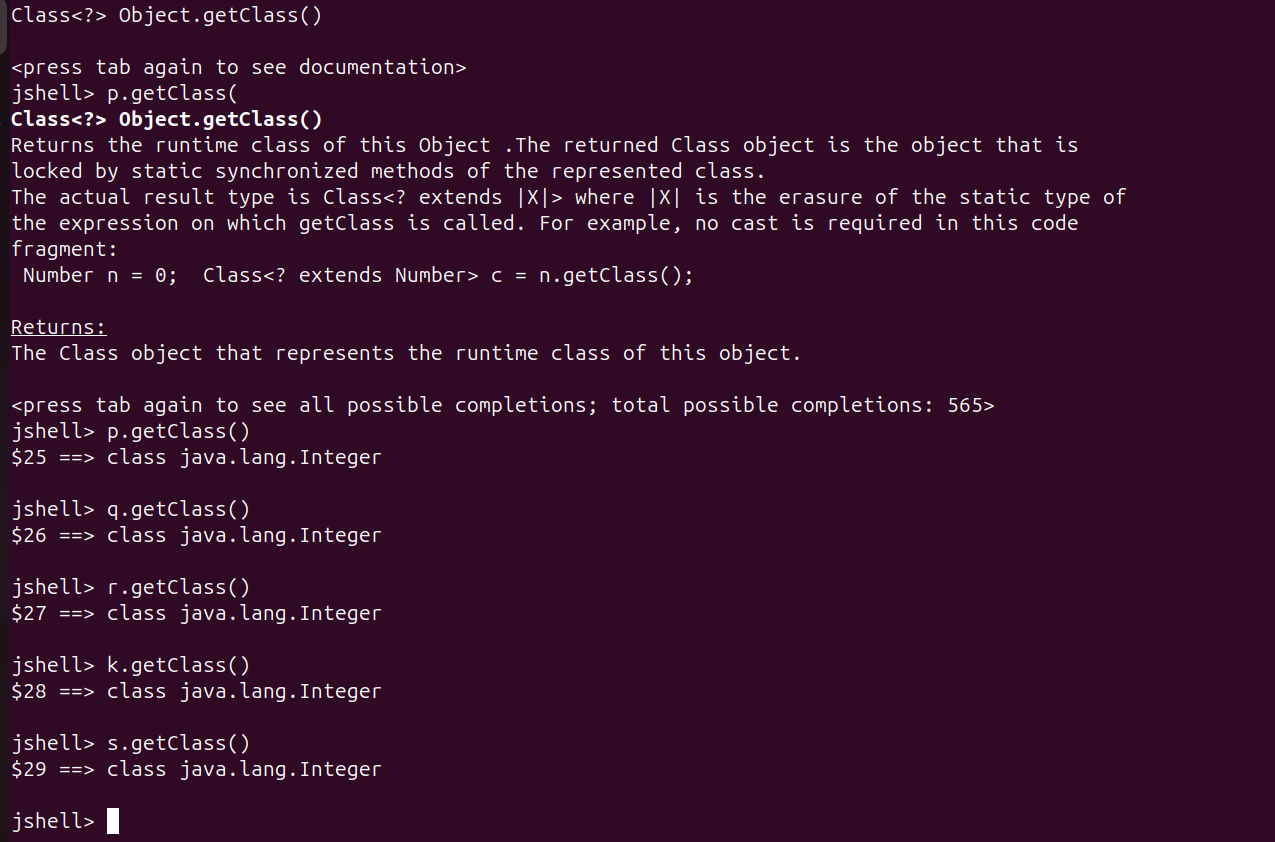 Class<?> Object.getClass()
<press tab again to see documentation>
jshell> p.getClass(
Class<?> Object.getClass()
Returns the runtime class of this Object .The returned Class object is the object that is
locked by static synchronized methods of the represented class.
The actual result type is Class<? extends |X|> where |X| is the erasure of the static type of
the expression on which getClass is called. For example, no cast is required in this code
fragment:
 Number n = 0;  Class<? extends Number> c = n.getClass();
Returns:
The Class object that represents the runtime class of this object.
<press tab again to see all possible completions; total possible completions: 565>
jshell> p.getClass()
$25 ==> class java.lang.Integer
jshell> q.getClass()
$26 ==> class java.lang.Integer
jshell> r.getClass()
$27 ==> class java.lang.Integer
jshell> k.getClass()
$28 ==> class java.lang.Integer
jshell> s.getClass()
$29 ==> class java.lang.Integer
jshell>